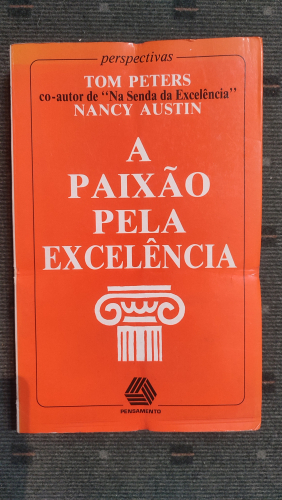 perspectivas
TOM PETERS
co-autor de "Na Senda da Excelência"
NANCY AUSTIN
A
PAIXÃO
PELA
EXCELÊNCIA
PENSAMENTO